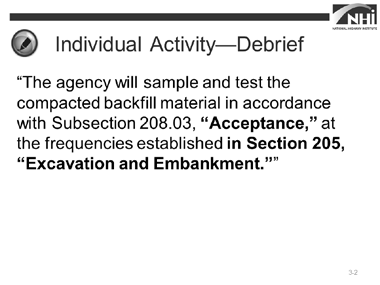 NHI
NATIONAL HIGHWAY INSTITUTE
Individual Activity—Debrief
“The agency will sample and test the
compacted backfill material in accordance
with Subsection 208.03, “Acceptance,” at
the frequencies established in Section 205,
“Excavation and Embankment.””
3-2